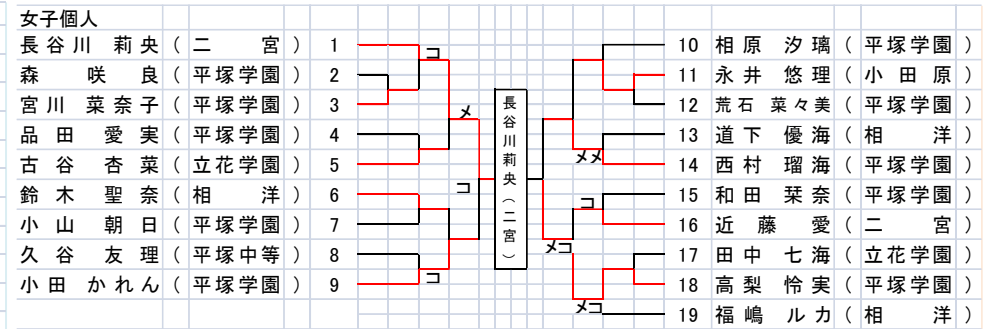 女子個人
長谷川 莉央 ( 二 宮 ) 1
森 咲良 ( 平塚学園 ) 2
宮川 菜奈子 ( 平塚学園 ) 3
品田 愛実 ( 平塚学園 ) 4
古谷 杏菜 ( 立花学園 ) 5
鈴木 聖奈 ( 相 洋 ) 6
小山 朝日 ( 平塚学園 ) 7
久谷 友理 ( 平塚中等 ) 8
小田 かれん ( 平塚学園 ) 9
コ
メ
コ
コ
長谷川莉央(二宮)
メメ
コ
メコ
メコ
10 相原 汐璃 ( 平塚学園 )
11 永井 悠理 ( 小田原 )
12 荒石 菜々美 ( 平塚学園 )
13 道下 優海 ( 相 洋 )
14 西村 瑠海 ( 平塚学園 )
15 和田 栞奈 ( 平塚学園 )
16 近藤 愛 ( 二 宮 )
17 田中 七海 ( 立花学園 )
18 高梨 怜実 ( 平塚学園 )
19 福嶋 ルカ ( 相 洋 )